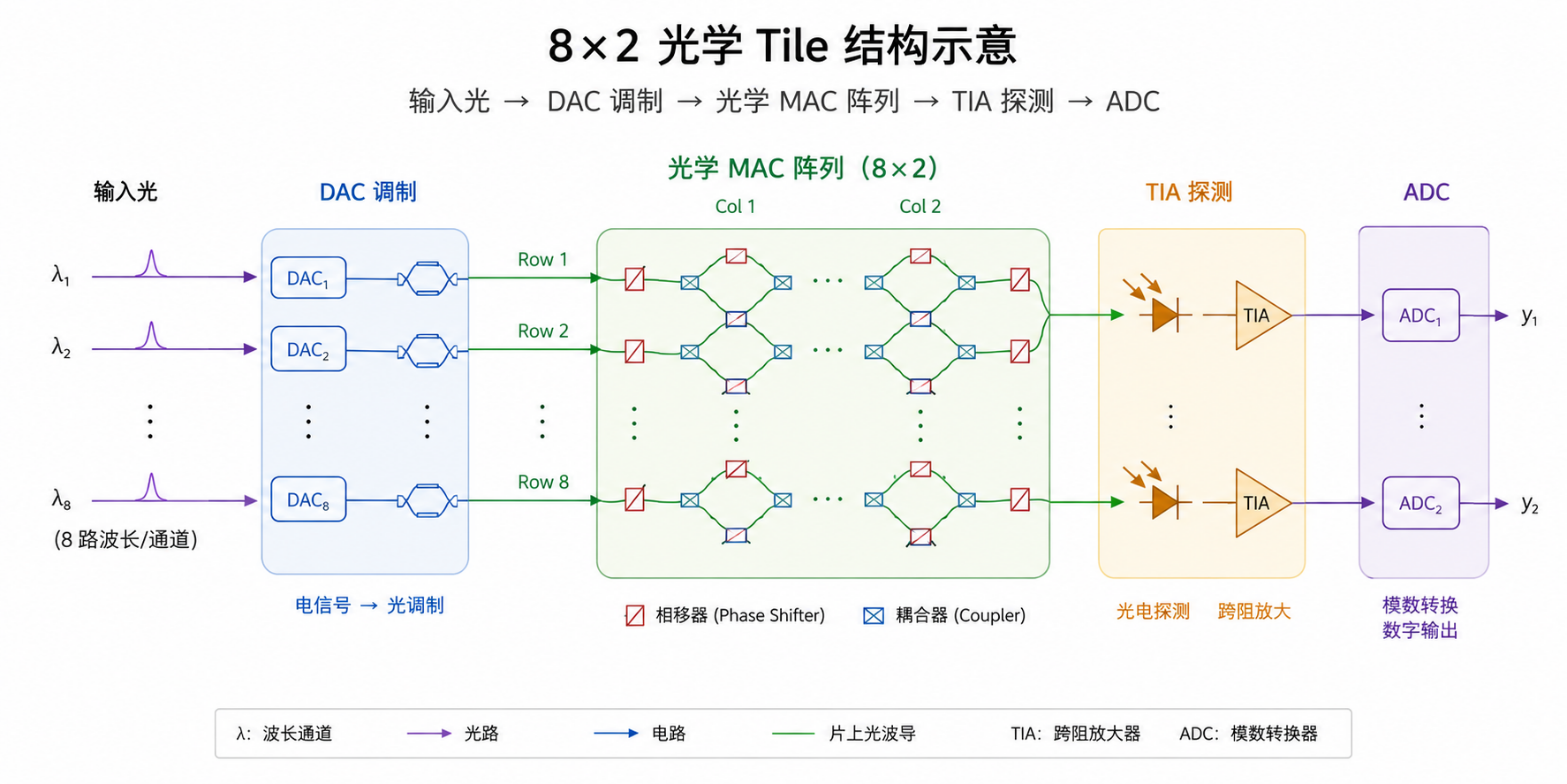 8×2 光学 Tile 结构示意
输入光 → DAC 调制 → 光学 MAC 阵列 → TIA 探测 → ADC
输入光
DAC 调制
光学 MAC 阵列（8×2）
Col 1
Col 2
TIA 探测
ADC
λ1
DAC1
Row 1
λ2
DAC2
Row 2
TIA
ADC1
y1
λ8
(8 路波长/通道)
DAC8
Row 8
TIA
ADC2
y2
电信号 → 光调制
相移器 (Phase Shifter)
耦合器 (Coupler)
光电探测
跨阻放大
模数转换
数字输出
λ: 波长通道
光路
电路
片上光波导
TIA: 跨阻放大器
ADC: 模数转换器